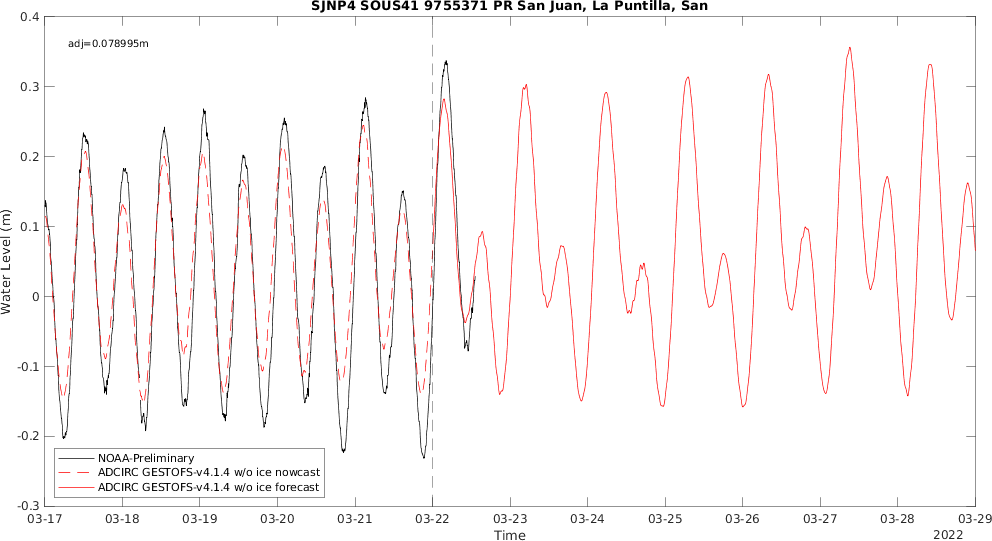 SJNP4 SOUS41 9755371 PR San Juan, La Puntilla, San
0.4
adj=0.078995m
0.3
0.2
0.1
0
-0.1
-0.2
-0.3
Water Level (m)
NOAA-Preliminary
ADCIRC GESTOFS-v4.1.4 w/o ice nowcast
ADCIRC GESTOFS-v4.1.4 w/o ice forecast
03-17 03-18 03-19 03-20 03-21 03-22 03-23 03-24 03-25 03-26 03-27 03-28 03-29
Time
2022